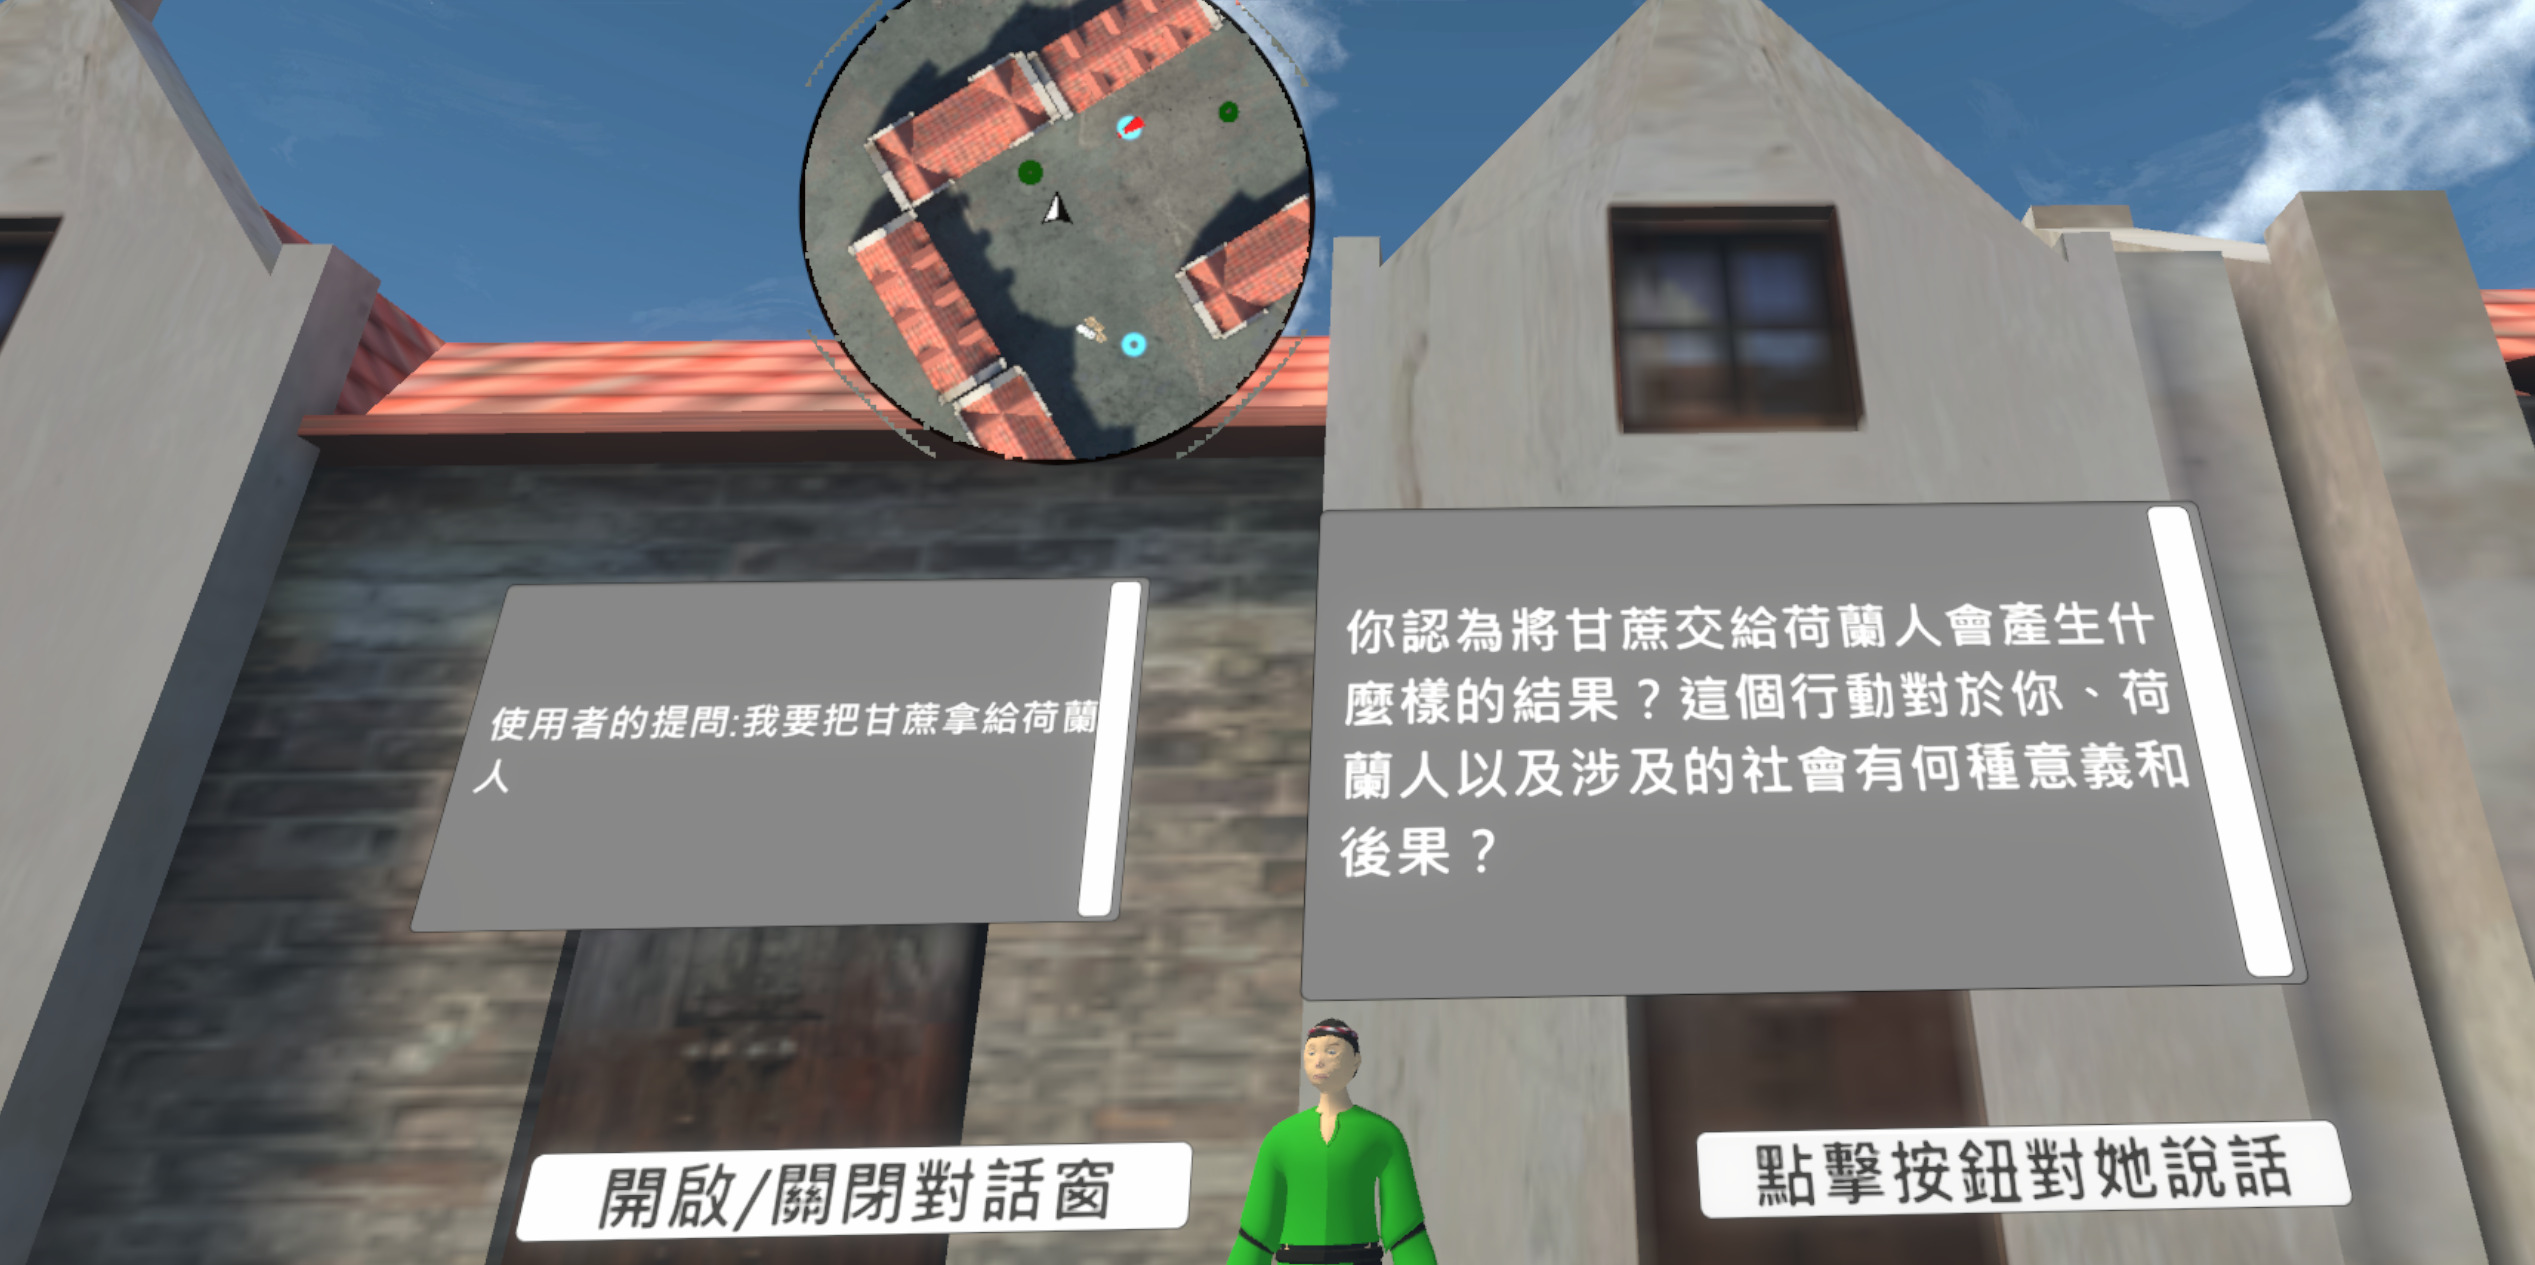 使用者的提問:我要把甘蔗拿給荷蘭
人
你認為將甘蔗交給荷蘭人會產生什
麼樣的結果？這個行動對於你、荷
蘭人以及涉及的社會有何種意義和
後果？
開啟/關閉對話窗
點擊按鈕對她說話